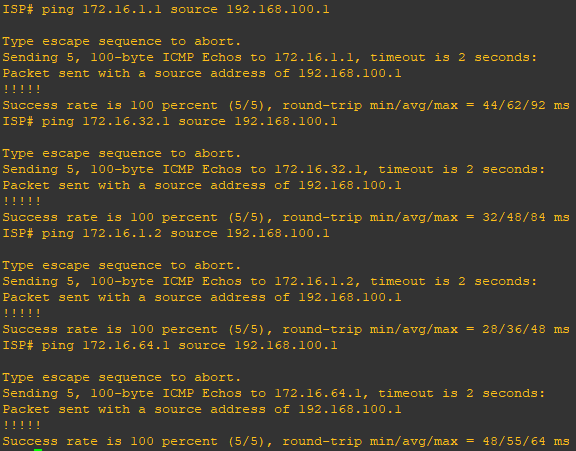 ISP# ping 172.16.1.1 source 192.168.100.1
Type escape sequence to abort.
Sending 5, 100-byte ICMP Echos to 172.16.1.1, timeout is 2 seconds:
Packet sent with a source address of 192.168.100.1
!!!!!
Success rate is 100 percent (5/5), round-trip min/avg/max = 44/62/92 ms
ISP# ping 172.16.32.1 source 192.168.100.1
Type escape sequence to abort.
Sending 5, 100-byte ICMP Echos to 172.16.32.1, timeout is 2 seconds:
Packet sent with a source address of 192.168.100.1
!!!!!
Success rate is 100 percent (5/5), round-trip min/avg/max = 32/48/84 ms
ISP# ping 172.16.1.2 source 192.168.100.1
Type escape sequence to abort.
Sending 5, 100-byte ICMP Echos to 172.16.1.2, timeout is 2 seconds:
Packet sent with a source address of 192.168.100.1
!!!!!
Success rate is 100 percent (5/5), round-trip min/avg/max = 28/36/48 ms
ISP# ping 172.16.64.1 source 192.168.100.1
Type escape sequence to abort.
Sending 5, 100-byte ICMP Echos to 172.16.64.1, timeout is 2 seconds:
Packet sent with a source address of 192.168.100.1
!!!!!
Success rate is 100 percent (5/5), round-trip min/avg/max = 48/55/64 ms